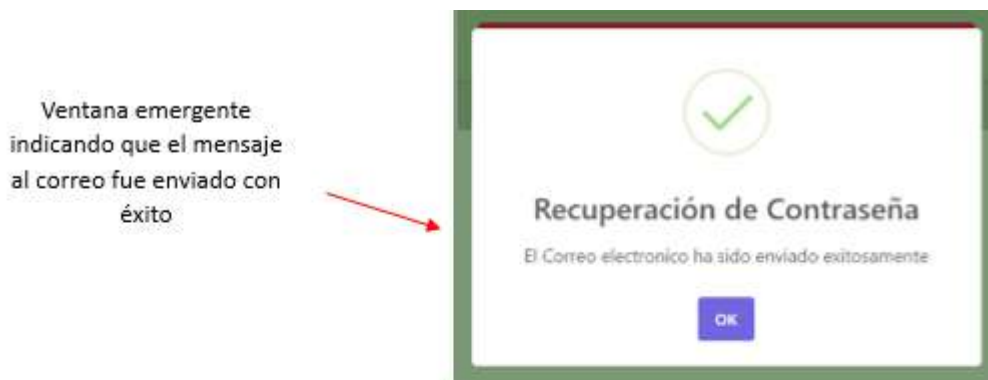 Ventana emergente
indicando que el mensaje
al correo fue enviado con
éxito
Recuperación de Contraseña
El Correo electronico ha sido enviado exitosamente
OK